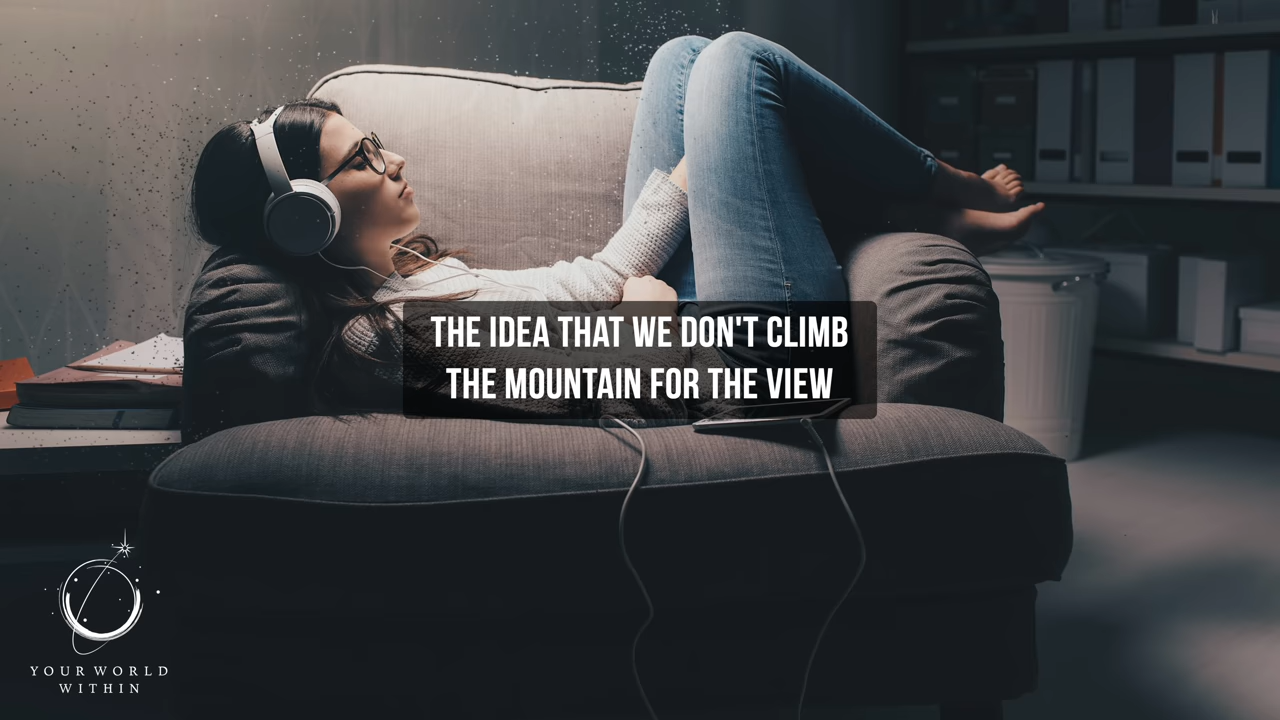 THE IDEA THAT WE DON'T CLIMB
THE MOUNTAIN FOR THE VIEW
YOUR WORLD
WITHIN